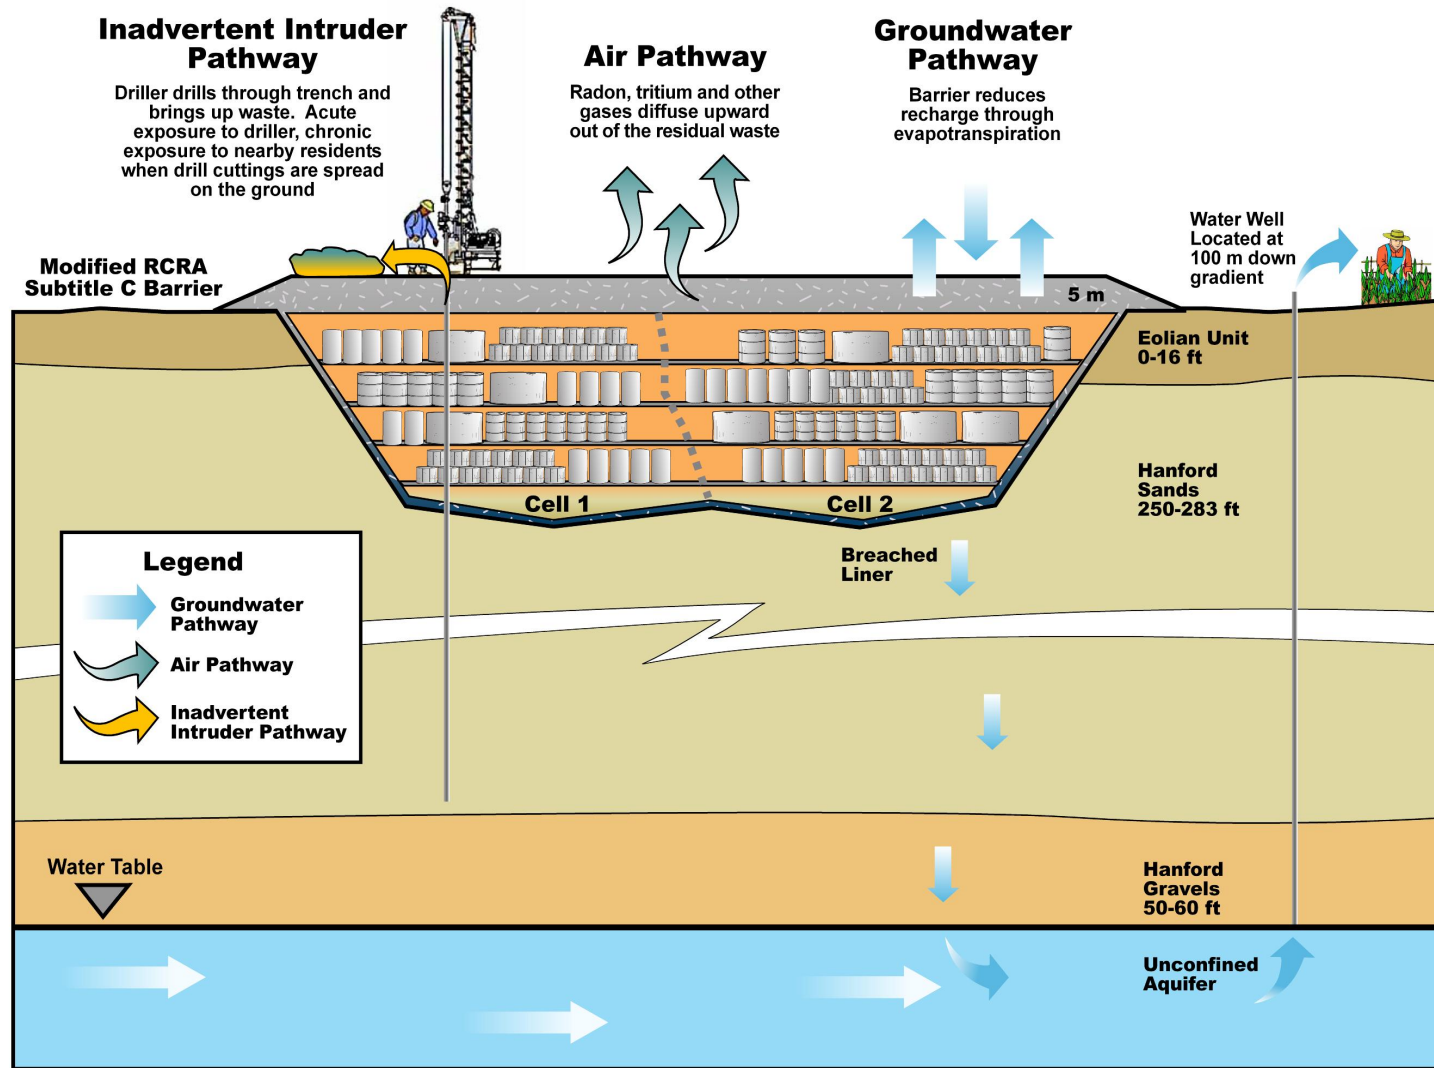 Inadvertent Intruder
Pathway
Driller drills through trench and
brings up waste.  Acute
exposure to driller, chronic
exposure to nearby residents
when drill cuttings are spread
on the ground
Air Pathway
Radon, tritium and other
gases diffuse upward
out of the residual waste
Groundwater
Pathway
Barrier reduces
recharge through
evapotranspiration
Water Well
Located at
100 m down
gradient
Modified RCRA
Subtitle C Barrier
5 m
Eolian Unit
0-16 ft
Hanford
Sands
250-283 ft
Cell 1
Cell 2
Breached
Liner
Legend
Groundwater
Pathway
Air Pathway
Inadvertent
Intruder Pathway
Water Table
Hanford
Gravels
50-60 ft
Unconfined
Aquifer